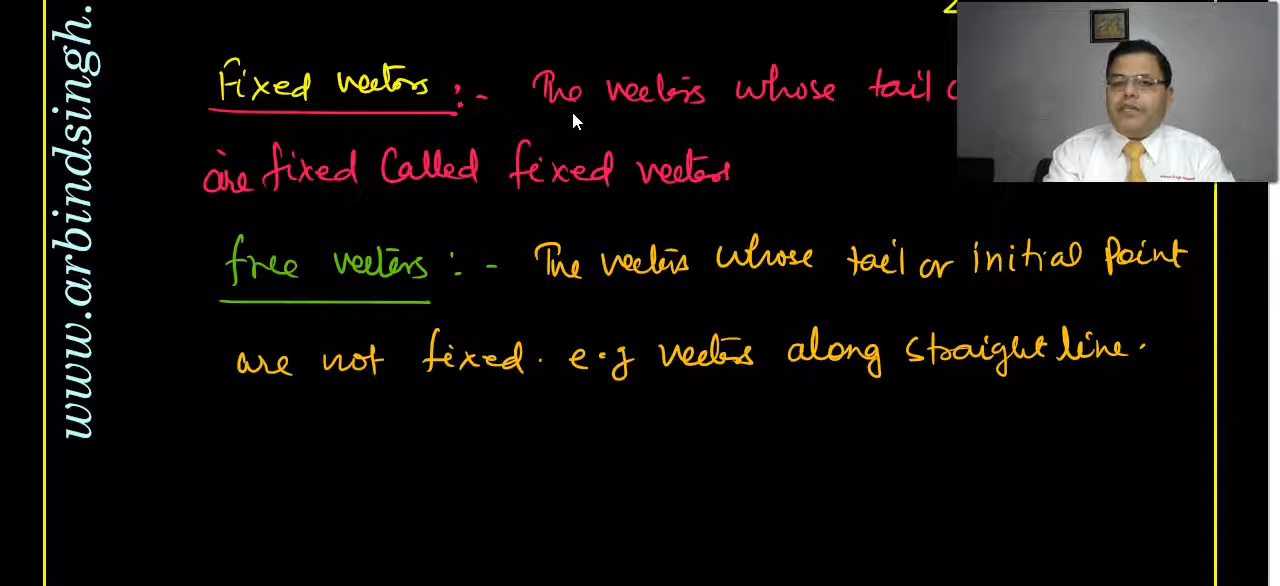 Fixed vectors :- The vectors whose tail
are fixed Called fixed vectors
free vectors :- The vectors whose tail or initial Point
are not fixed. e.g vectors along straight line.
www.arbindsingh.